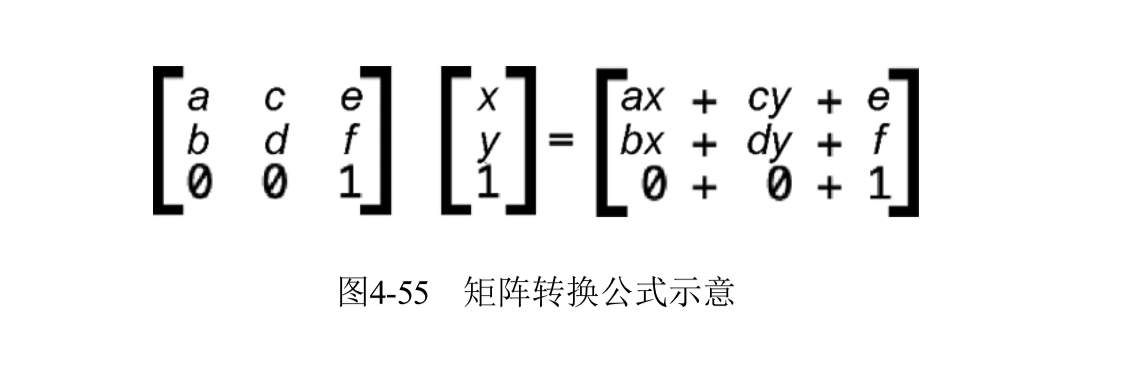 a c e x ax + cy + e
b d f y = bx + dy + f
0 0 1 1 0 + 0 + 1
图4-55 矩阵转换公式示意